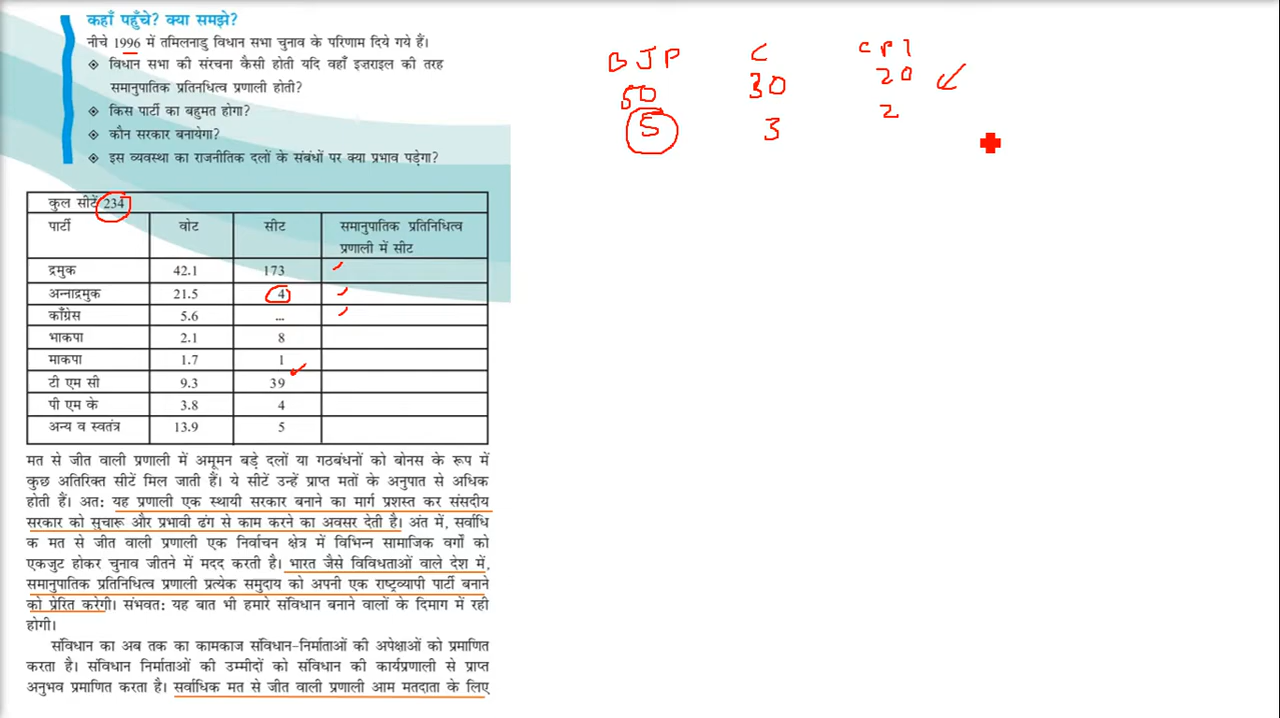 कहाँ पहुँचे? क्या समझे?
नीचे 1996 में तमिलनाडु विधान सभा चुनाव के परिणाम दिये गये हैं।
❖ विधान सभा की संरचना कैसी होती यदि वहाँ इज़राइल की तरह
समानुपातिक प्रतिनधित्व प्रणाली होती?
❖ किस पार्टी का बहुमत होगा?
❖ कौन सरकार बनायेगा?
❖ इस व्यवस्था का राजनीतिक दलों के संबंधों पर क्या प्रभाव पड़ेगा?
कुल सीटें 234
पार्टी वोट सीट समानुपातिक प्रतिनिधित्व
प्रणाली में सीट
द्रमुक 42.1 173
अन्नाद्रमुक 21.5 4
काँग्रेस 5.6 ...
भाकपा 2.1 8
माकपा 1.7 1
टी एम सी 9.3 39
पी एम के 3.8 4
अन्य व स्वतंत्र 13.9 5
मत से जीत वाली प्रणाली में अमूमन बड़े दलों या गठबंधनों को बोनस के रूप में
कुछ अतिरिक्त सीटें मिल जाती हैं। ये सीटें उन्हें प्राप्त मतों के अनुपात से अधिक
होती हैं। अत: यह प्रणाली एक स्थायी सरकार बनाने का मार्ग प्रशस्त कर संसदीय
सरकार को सुचारू और प्रभावी ढंग से काम करने का अवसर देती है। अंत में, सर्वाधि
क मत से जीत वाली प्रणाली एक निर्वाचन क्षेत्र में विभिन्न सामाजिक वर्गों को
एकजुट होकर चुनाव जीतने में मदद करती है। भारत जैसे विविधताओं वाले देश में,
समानुपातिक प्रतिनिधित्व प्रणाली प्रत्येक समुदाय को अपनी एक राष्ट्रव्यापी पार्टी बनाने
को प्रेरित करेगी। संभवत: यह बात भी हमारे संविधान बनाने वालों के दिमाग में रही
होगी।
संविधान का अब तक का कामकाज संविधान-निर्माताओं की अपेक्षाओं को प्रमाणित
करता है। संविधान निर्माताओं की उम्मीदों को संविधान की कार्यप्रणाली से प्राप्त
अनुभव प्रमाणित करता है। सर्वाधिक मत से जीत वाली प्रणाली आम मतदाता के लिए
BJP C CPI
50 30 20
5 3 2